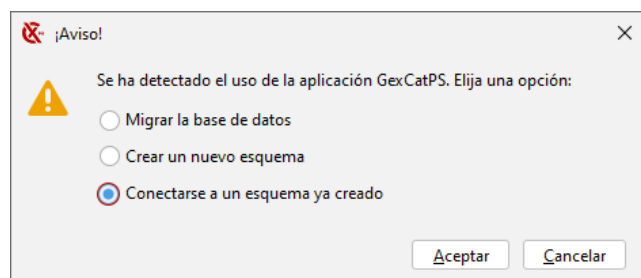 ¡Aviso!
Se ha detectado el uso de la aplicación GexCatPS. Elija una opción:
Migrar la base de datos
Crear un nuevo esquema
Conectarse a un esquema ya creado
Aceptar Cancelar